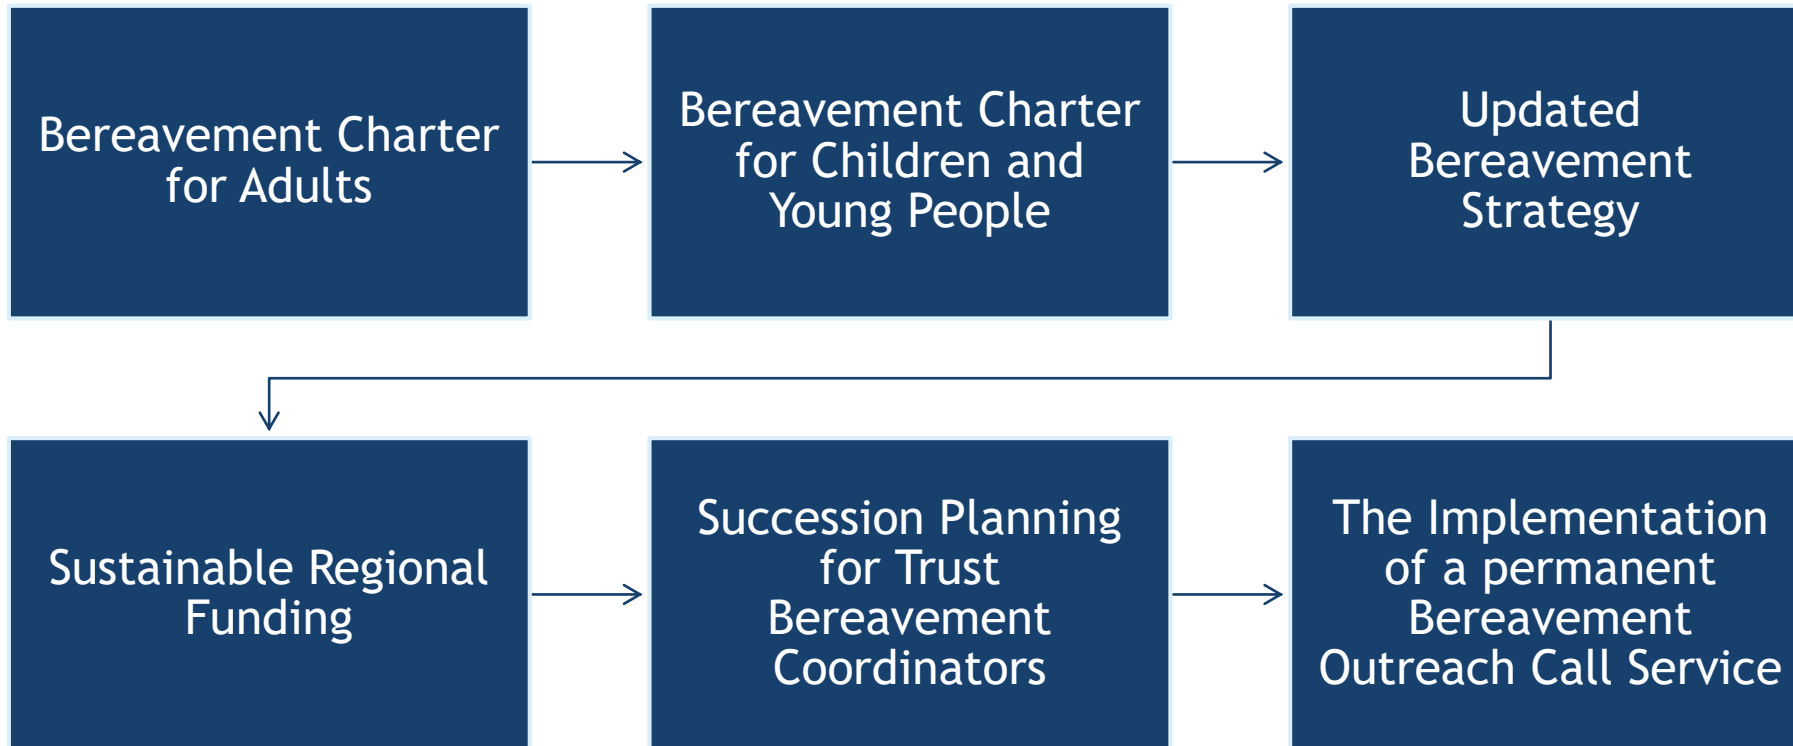 Bereavement Charter
for Adults
Bereavement Charter
for Children and
Young People
Updated
Bereavement
Strategy
Sustainable Regional
Funding
Succession Planning
for Trust
Bereavement
Coordinators
The Implementation
of a permanent
Bereavement
Outreach Call Service